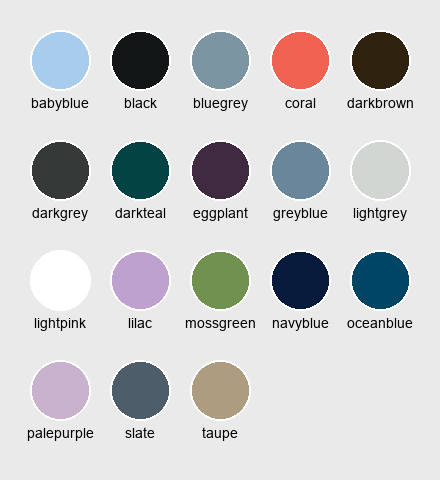 babyblue black bluegrey coral darkbrown
darkgrey darkteal eggplant greyblue lightgrey
lightpink lilac mossgreen navyblue oceanblue
palepurple slate taupe